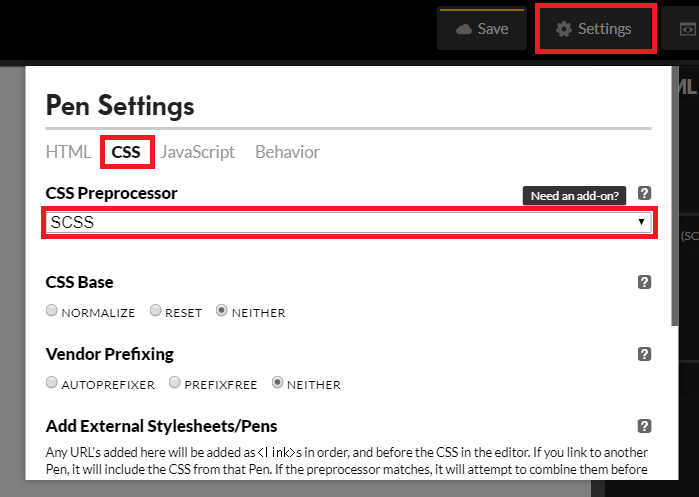 Save
Settings
ML
Pen Settings
HTML CSS JavaScript Behavior
CSS Preprocessor
Need an add-on? ?
SCSS
(SC
CSS Base ?
NORMALIZE RESET NEITHER
Vendor Prefixing ?
AUTOPREFIXER PREFIXFREE NEITHER
Add External Stylesheets/Pens ?
Any URL's added here will be added as <link>s in order, and before the CSS in the editor. If you link to another
Pen, it will include the CSS from that Pen. If the preprocessor matches, it will attempt to combine them before